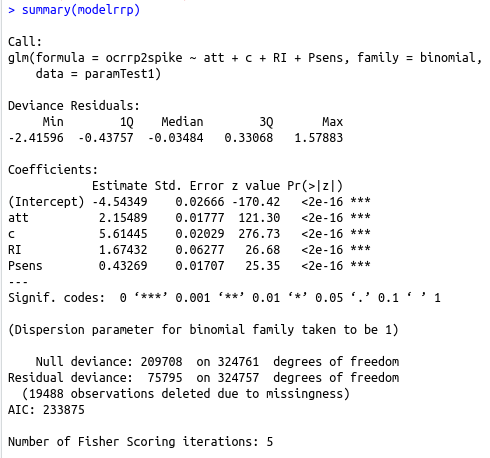 > summary(modelrrp)

Call:
glm(formula = ocrrp2spike ~ att + c + RI + Psens, family = binomial,
    data = paramTest1)

Deviance Residuals:
     Min        1Q    Median        3Q       Max
-2.41596  -0.43757  -0.03484   0.33068   1.57883

Coefficients:
            Estimate Std. Error z value Pr(>|z|)
(Intercept) -4.54349    0.02666 -170.42   <2e-16 ***
att          2.15489    0.01777  121.30   <2e-16 ***
c            5.61445    0.02029  276.73   <2e-16 ***
RI           1.67432    0.06277   26.68   <2e-16 ***
Psens        0.43269    0.01707   25.35   <2e-16 ***
---
Signif. codes:  0 ‘***’ 0.001 ‘**’ 0.01 ‘*’ 0.05 ‘.’ 0.1 ‘ ’ 1

(Dispersion parameter for binomial family taken to be 1)

    Null deviance: 209708  on 324761  degrees of freedom
Residual deviance:  75795  on 324757  degrees of freedom
  (19488 observations deleted due to missingness)
AIC: 233875

Number of Fisher Scoring iterations: 5